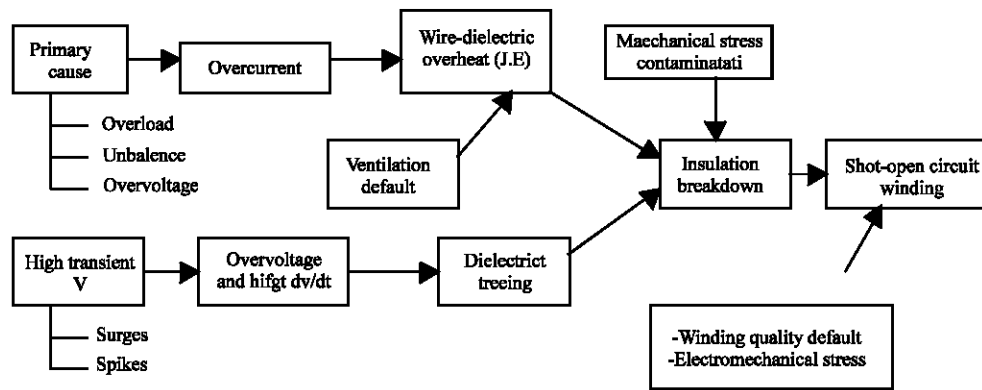 Primary
cause
Overcurrent
Wire-dielectric
overheat (J.E)
Maechanical stress
contaminatati
Overload
Unbalence
Overvoltage
Ventilation
default
Insulation
breakdown
Shot-open circuit
winding
High transient
V
Overvoltage
and hifgt dv/dt
Dielectrict
treeing
Surges
Spikes
-Winding quality default
-Electromechanical stress